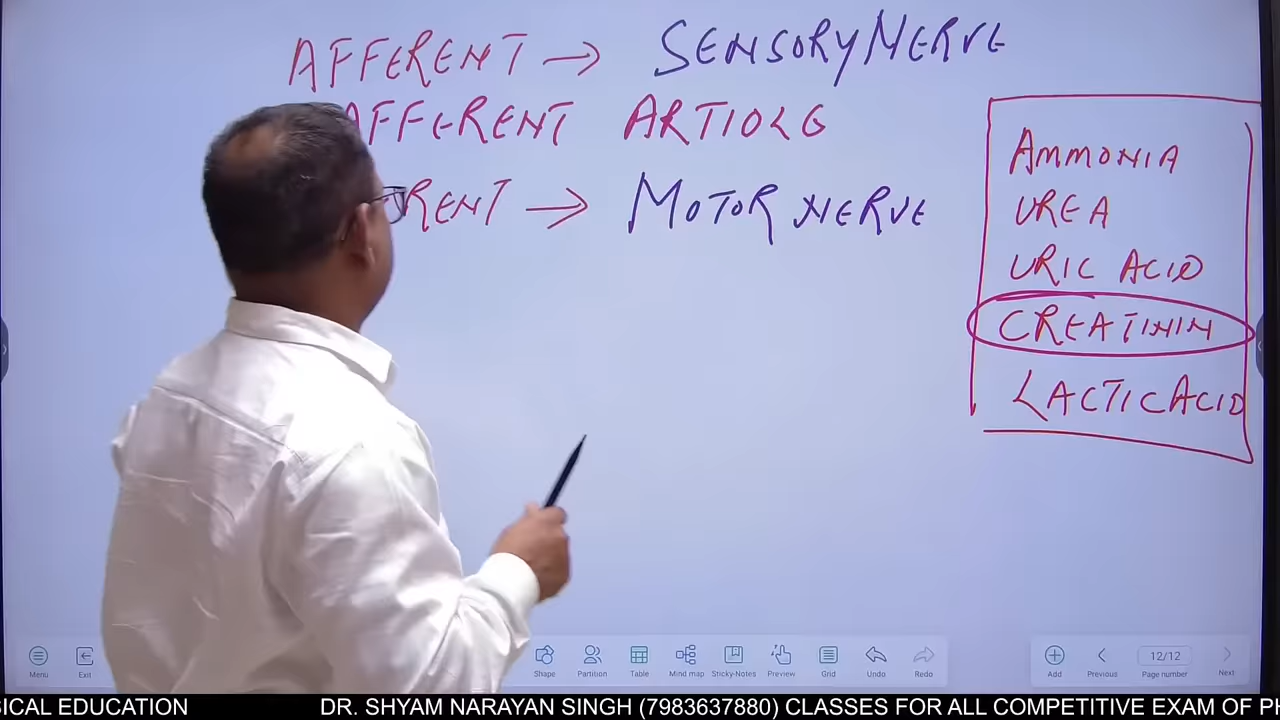 AFFERENT → SENSORY NERVE
AFFERENT ARTIOLG
RENT → MOTOR NERVE
AMMONIA
UREA
URIC ACID
CREATININ
LACTIC ACID
Menu
Exit
Shape
Partition
Table
Mind map
Sticky-Notes
Preview
Grid
Undo
Redo
Add
Previous
12/12
Page number
Next
SICAL EDUCATION DR. SHYAM NARAYAN SINGH (7983637880) CLASSES FOR ALL COMPETITIVE EXAM OF PH